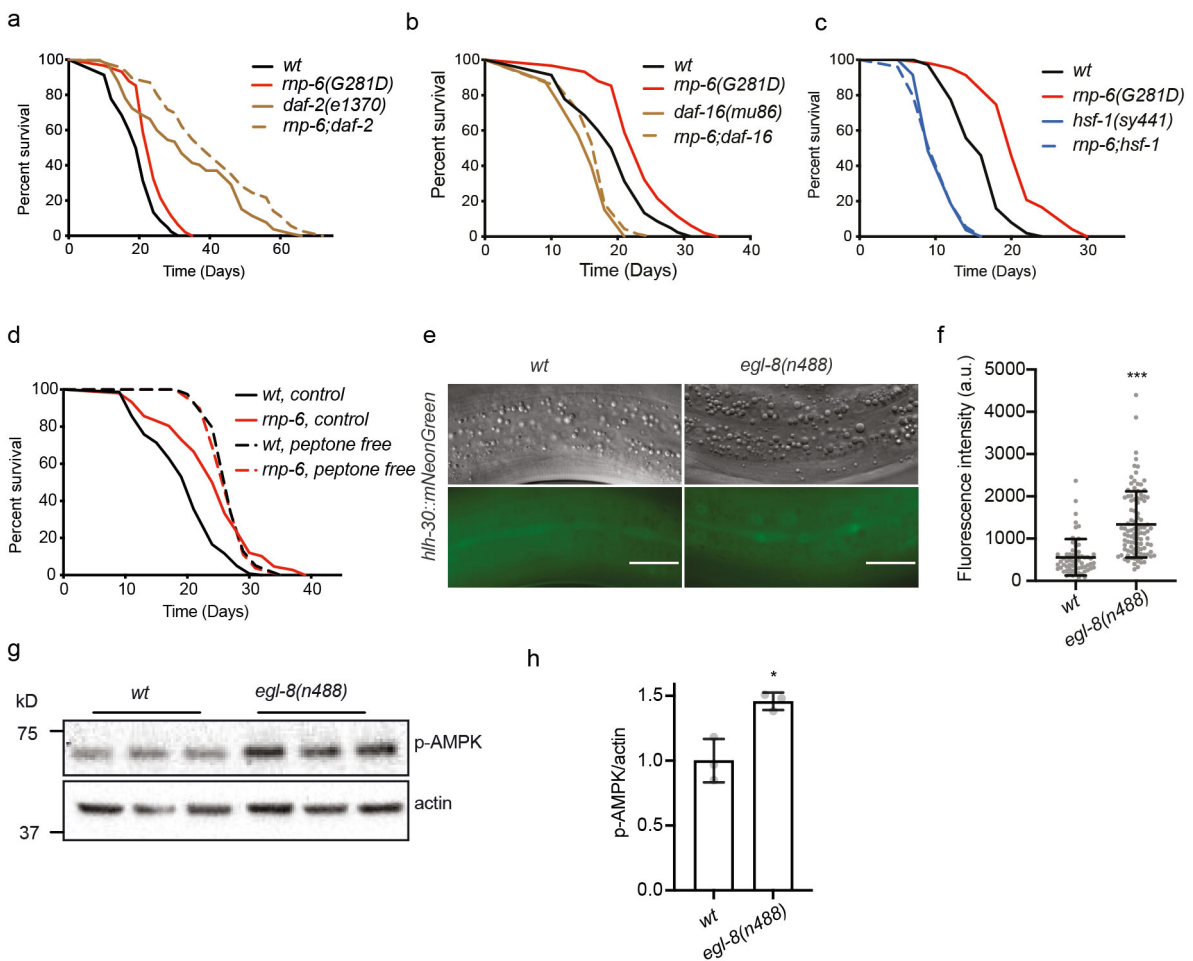 a
b
c
100
80
60
40
20
0
0
20
40
60
Percent survival
Time (Days)
wt
rnp-6(G281D)
daf-2(e1370)
rnp-6;daf-2
100
80
60
40
20
0
0
10
20
30
40
Percent survival
Time (Days)
wt
rnp-6(G281D)
daf-16(mu86)
rnp-6;daf-16
100
80
60
40
20
0
0
10
20
30
Percent survival
Time (Days)
wt
rnp-6(G281D)
hsf-1(sy441)
rnp-6;hsf-1
d
100
80
60
40
20
0
0
10
20
30
40
Percent survival
Time (Days)
wt, control
rnp-6, control
wt, peptone free
rnp-6, peptone free
e
wt
egl-8(n488)
hlh-30::mNeonGreen
f
5000
4000
3000
2000
1000
0
Fluorescence intensity (a.u.)
***
wt
egl-8(n488)
g
kD
wt
egl-8(n488)
75
p-AMPK
actin
37
h
1.5
1.0
0.5
0.0
p-AMPK/actin
*
wt
egl-8(n488)